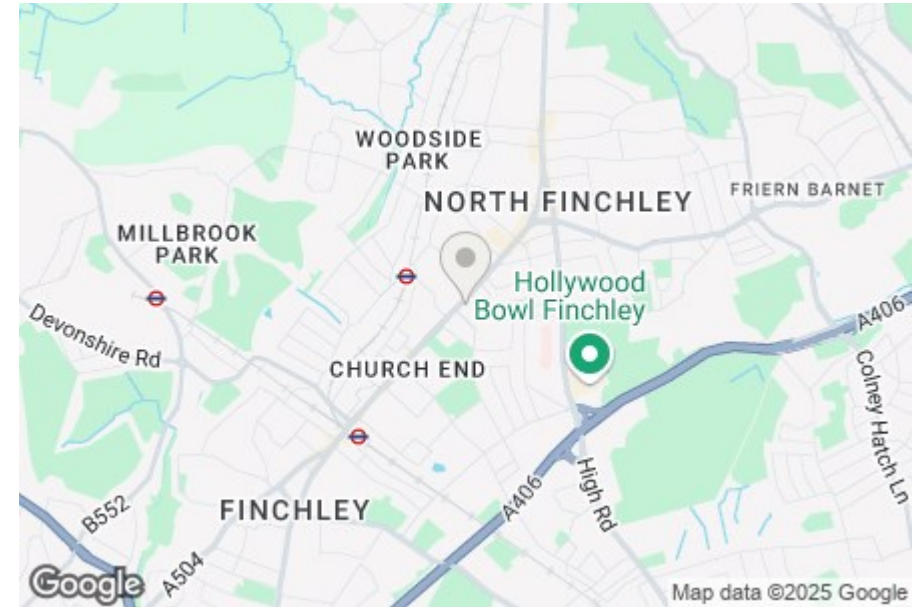 WOODSIDE
PARK
NORTH FINCHLEY
FRIERN BARNET
MILLBROOK
PARK
Hollywood
Bowl Finchley
A406
Devonshire Rd
CHURCH END
Colney Hatch Ln
High Rd
A406
FINCHLEY
B552
A504
Google
Map data ©2025 Google